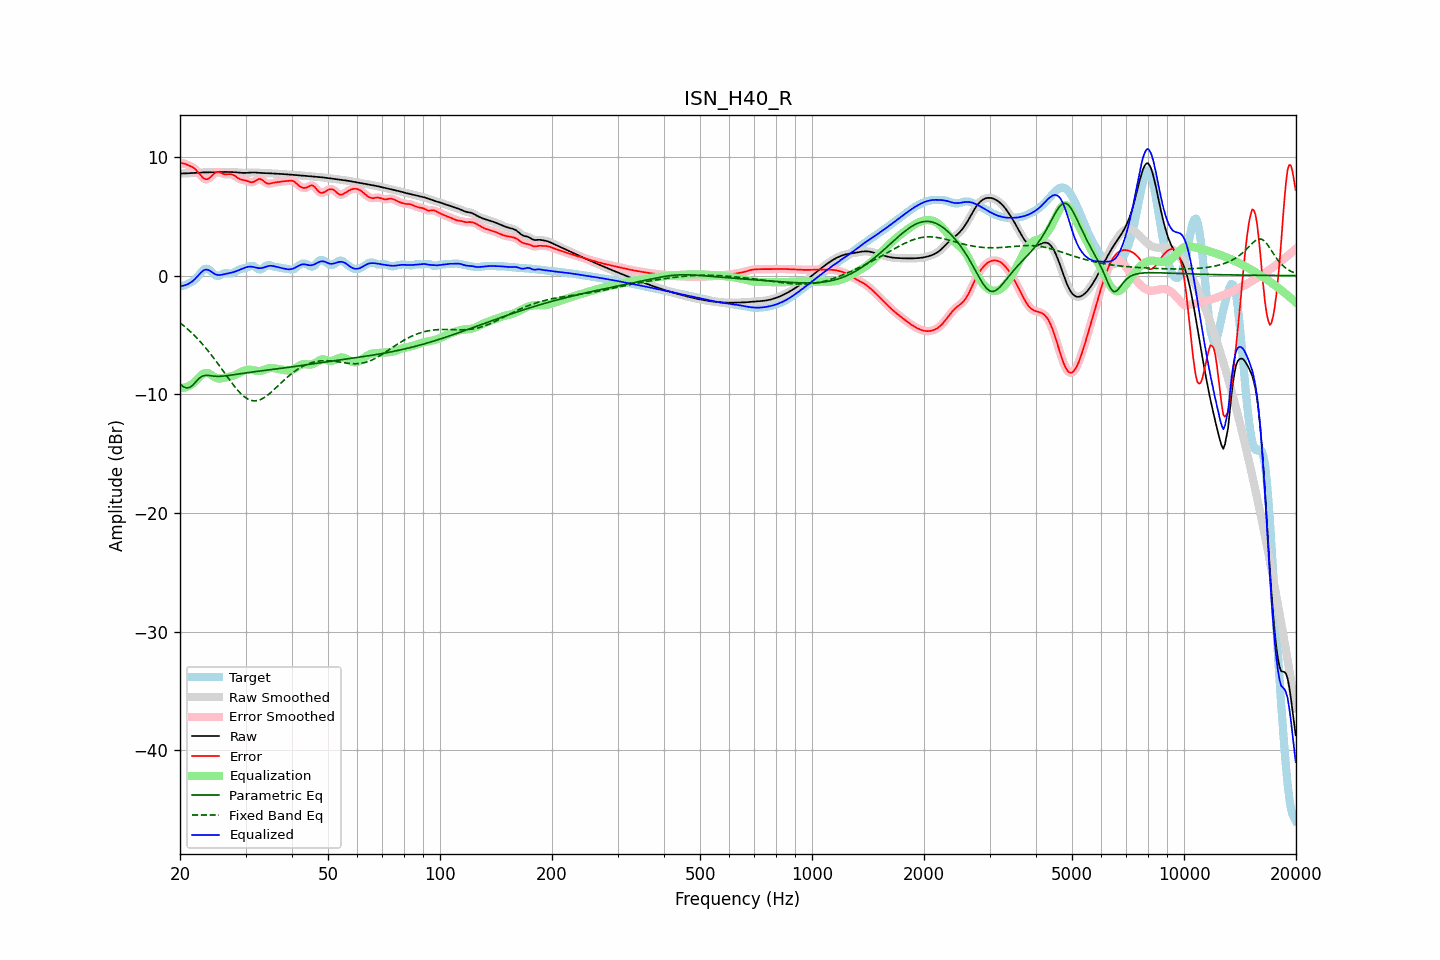 ISN_H40_R
10
0
−10
−20
−30
−40
Amplitude (dBr)
20
50
100
200
500
1000
2000
5000
10000
20000
Frequency (Hz)
Target
Raw Smoothed
Error Smoothed
Raw
Error
Equalization
Parametric Eq
Fixed Band Eq
Equalized